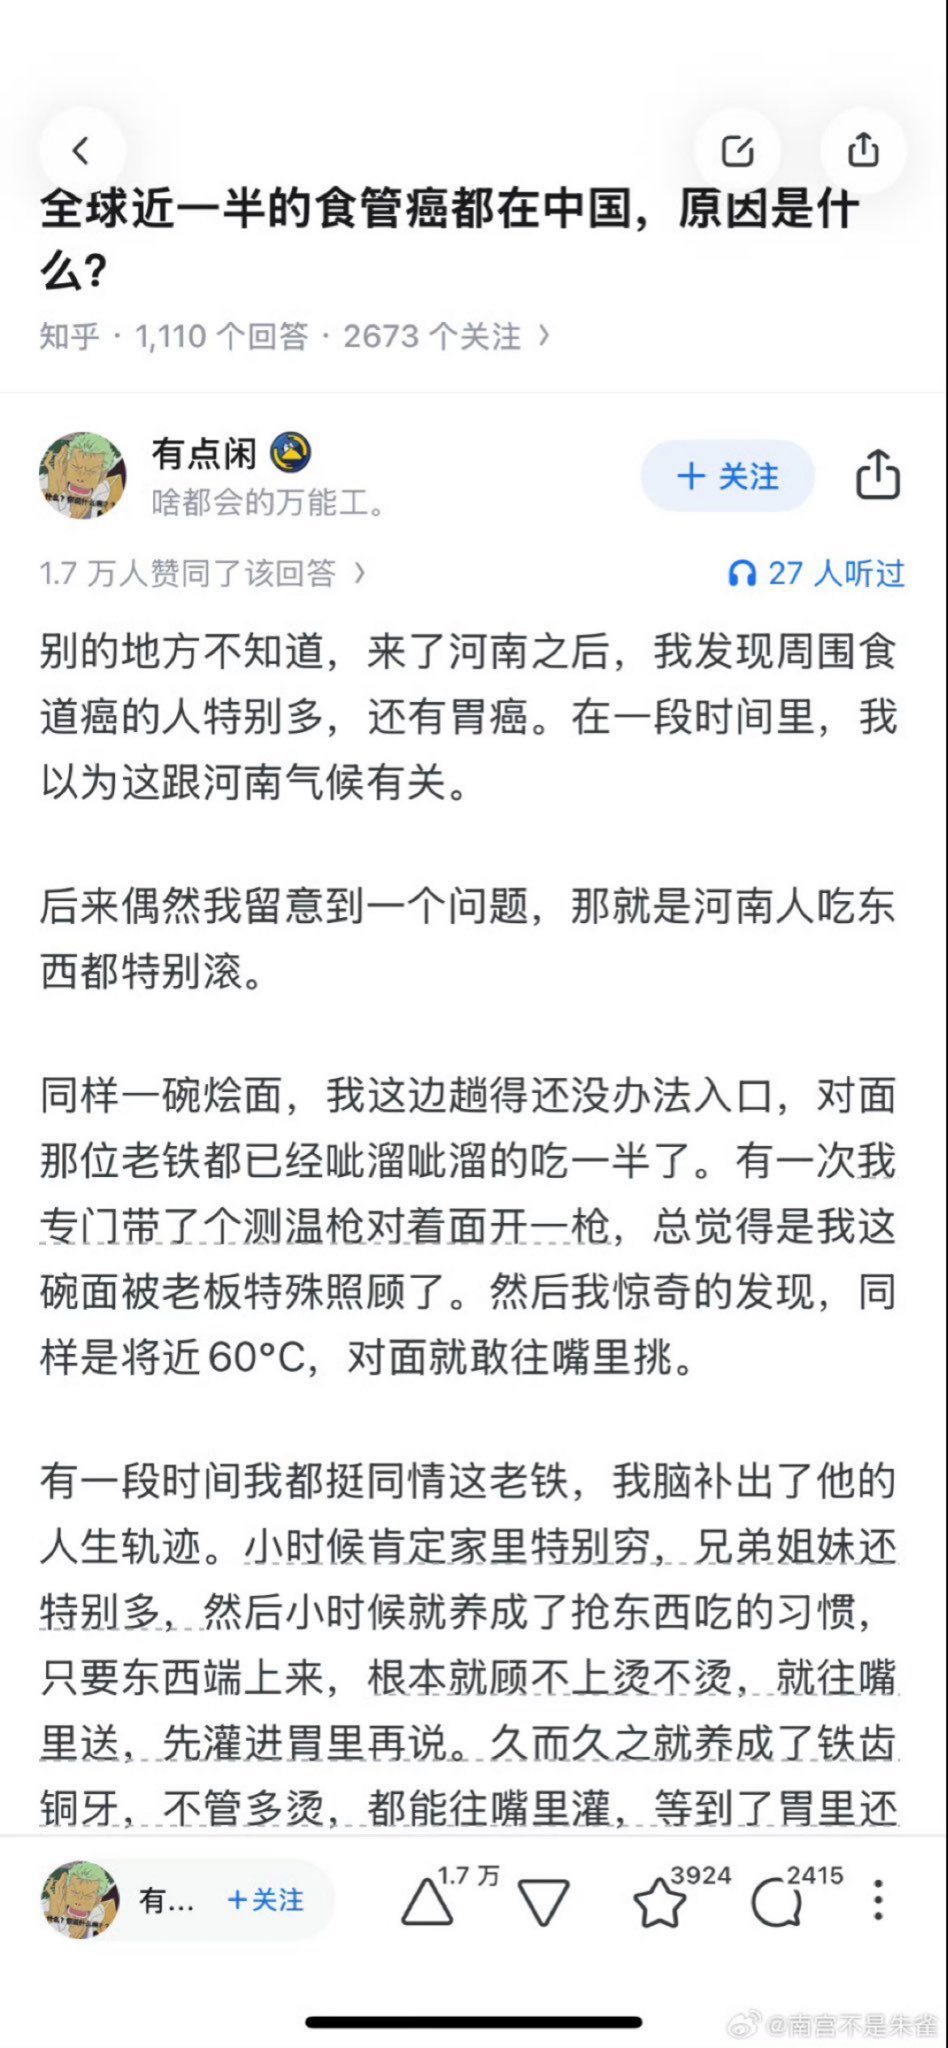 全球近一半的食管癌都在中国，原因是什
么？
知乎 · 1,110 个回答 · 2673 个关注 >
有点闲
啥都会的万能工。
+ 关注
1.7 万人赞同了该回答 >
27 人听过
别的地方不知道，来了河南之后，我发现周围食
道癌的人特别多，还有胃癌。在一段时间里，我
以为这跟河南气候有关。
后来偶然我留意到一个问题，那就是河南人吃东
西都特别滚。
同样一碗烩面，我这边趟得还没办法入口，对面
那位老铁都已经呲溜呲溜的吃一半了。有一次我
专门带了个测温枪对着面开一枪，总觉得是我这
碗面被老板特殊照顾了。然后我惊奇的发现，同
样是将近60°C，对面就敢往嘴里挑。
有一段时间我都挺同情这老铁，我脑补出了他的
人生轨迹。小时候肯定家里特别穷，兄弟姐妹还
特别多，然后小时候就养成了抢东西吃的习惯，
只要东西端上来，根本就顾不上烫不烫，就往嘴
里送，先灌进胃里再说。久而久之就养成了铁齿
铜牙，不管多烫，都能往嘴里灌，等到了胃里还
有... +关注
1.7 万
3924
2415
@南宫不是朱雀